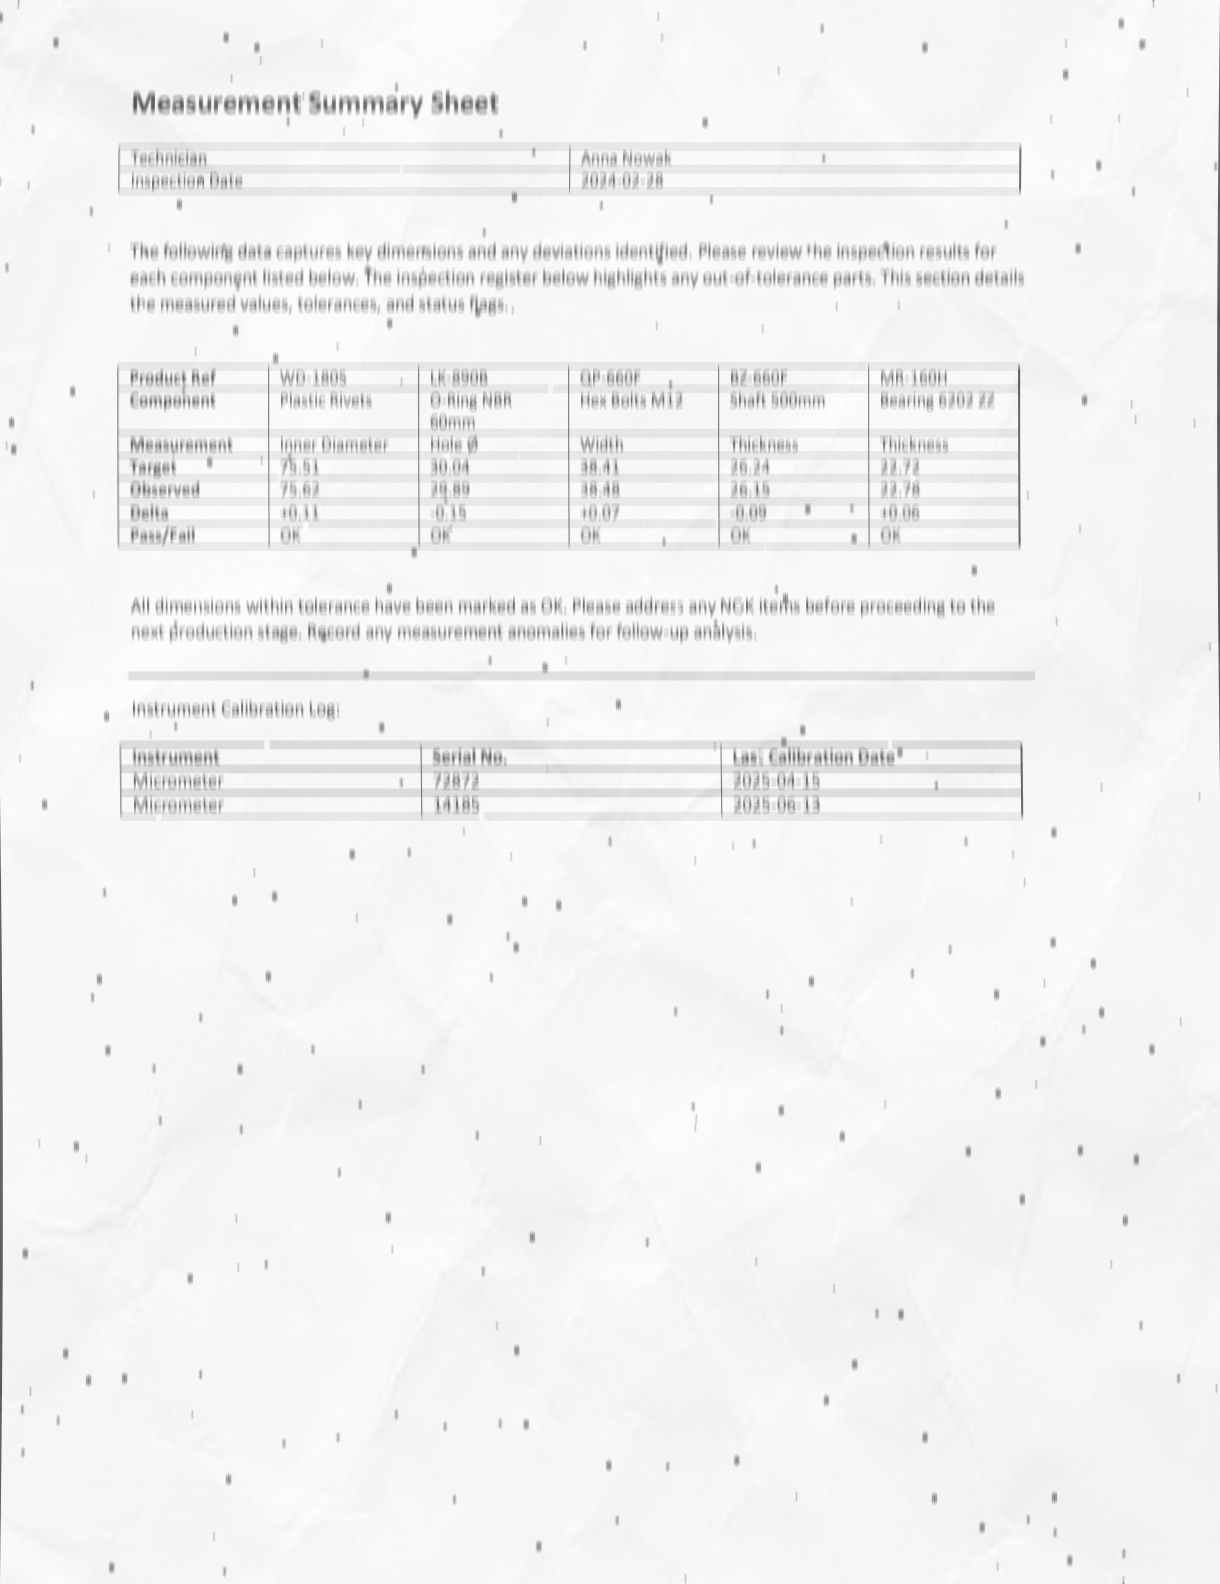 Measurement Summary Sheet
Technician Anna Nowak
Inspection Date 2024-02-28
The following data captures key dimensions and any deviations identified. Please review the inspection results for
each component listed below. The inspection register below highlights any out-of-tolerance parts. This section details
the measured values, tolerances, and status flags.
Product Ref WD-180S LK-890B QP-660F BZ-660F MR-160H
Component Plastic Rivets O-Ring NBR 60mm Hex Bolts M12 Shaft 500mm Bearing 6202 ZZ
Measurement Inner Diameter Hole Ø Width Thickness Thickness
Target 75.51 30.04 38.41 26.24 22.72
Observed 75.62 29.89 38.48 26.15 22.78
Delta +0.11 -0.15 +0.07 -0.09 +0.06
Pass/Fail OK OK OK OK OK
All dimensions within tolerance have been marked as OK. Please address any NGK items before proceeding to the
next production stage. Record any measurement anomalies for follow-up analysis.
Instrument Calibration Log:
Instrument Serial No. Last Calibration Date
Micrometer 72872 2025-04-15
Micrometer 14185 2025-06-13